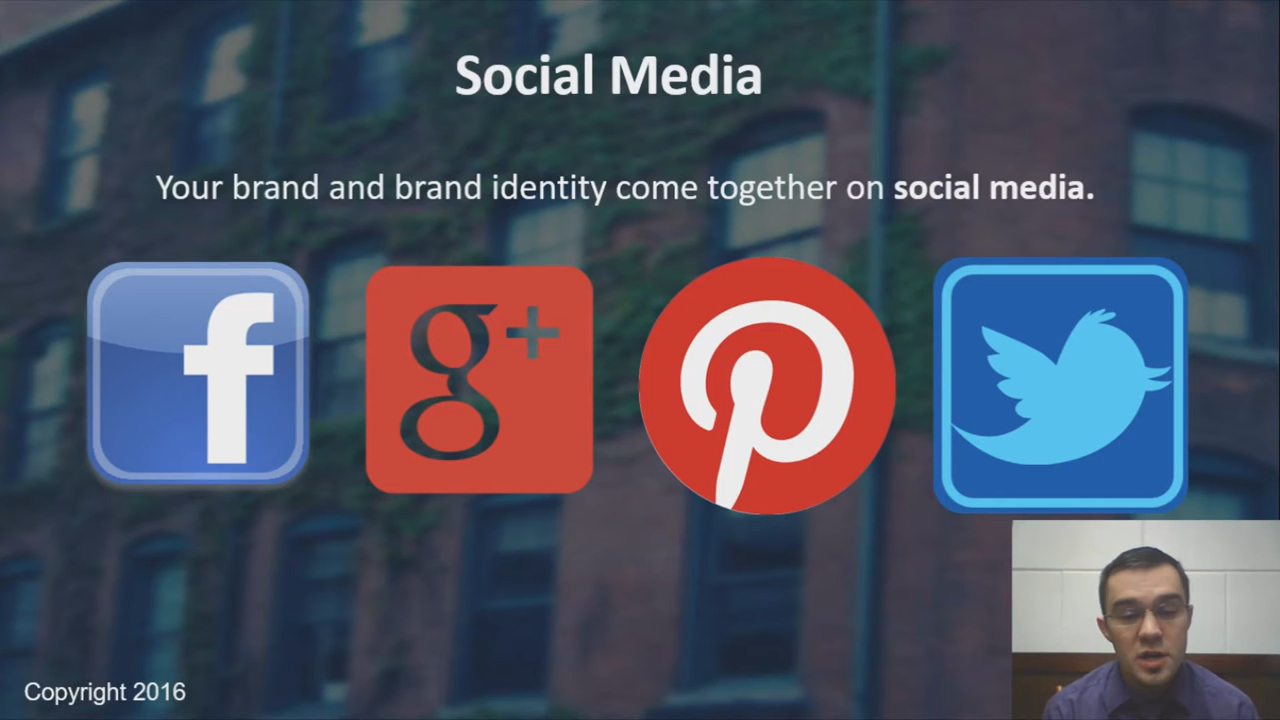 Social Media
Your brand and brand identity come together on social media.
f
g+
Copyright 2016